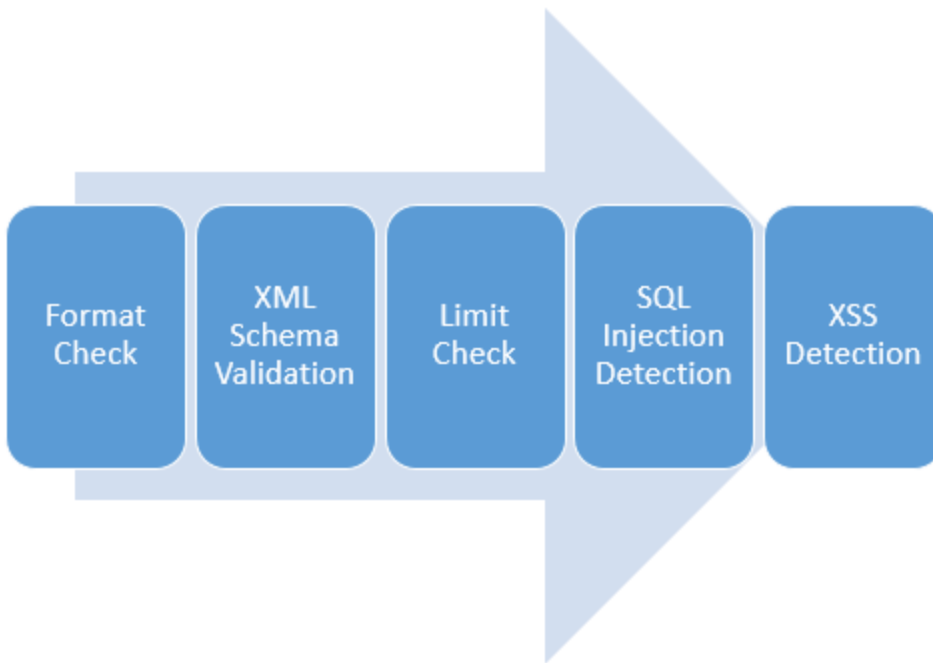 Format
Check
XML
Schema
Validation
Limit
Check
SQL
Injection
Detection
XSS
Detection